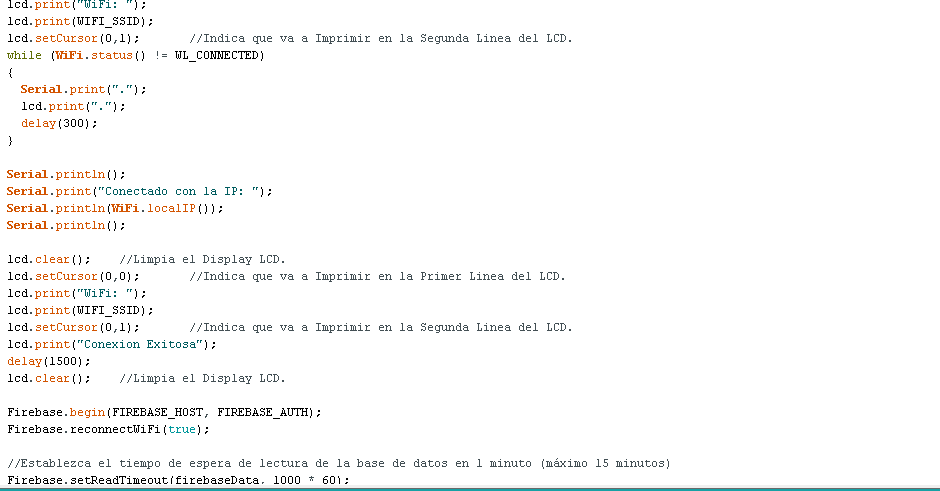 lcd.print("WiFi: ");
lcd.print(WIFI_SSID);
lcd.setCursor(0,1);       //Indica que va a Imprimir en la Segunda Linea del LCD.
while (WiFi.status() != WL_CONNECTED)
{
  Serial.print(".");
  lcd.print(".");
  delay(300);
}

Serial.println();
Serial.print("Conectado con la IP: ");
Serial.println(WiFi.localIP());
Serial.println();

lcd.clear();    //Limpia el Display LCD.
lcd.setCursor(0,0);       //Indica que va a Imprimir en la Primer Linea del LCD.
lcd.print("WiFi: ");
lcd.print(WIFI_SSID);
lcd.setCursor(0,1);       //Indica que va a Imprimir en la Segunda Linea del LCD.
lcd.print("Conexion Exitosa");
delay(1500);
lcd.clear();    //Limpia el Display LCD.

Firebase.begin(FIREBASE_HOST, FIREBASE_AUTH);
Firebase.reconnectWiFi(true);

//Establezca el tiempo de espera de lectura de la base de datos en 1 minuto (máximo 15 minutos)
Firebase.setReadTimeout(firebaseData, 1000 * 60);